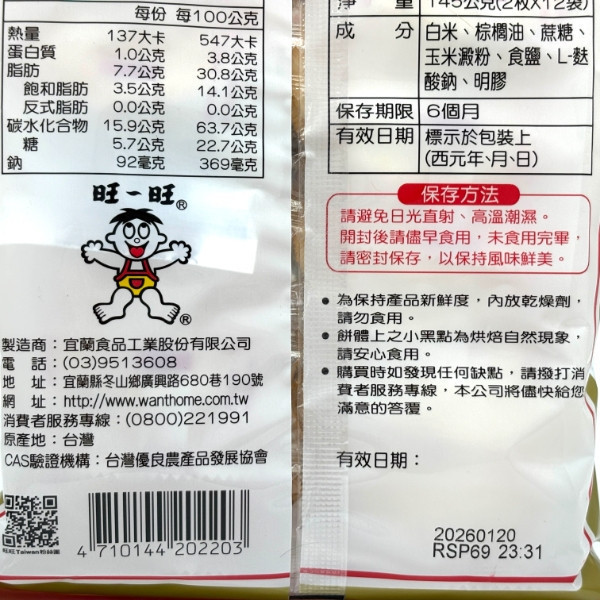 每份 每100公克
熱量 137大卡 547大卡
蛋白質 1.0公克 3.8公克
脂肪 7.7公克 30.8公克
飽和脂肪 3.5公克 14.1公克
反式脂肪 0.0公克 0.0公克
碳水化合物 15.9公克 63.7公克
糖 5.7公克 22.7公克
鈉 92毫克 369毫克
旺一旺®
®
製造商：宜蘭食品工業股份有限公司
電話：(03)9513608
地址：宜蘭縣冬山鄉廣興路680巷190號
網址：http://www.wanthome.com.tw
消費者服務專線：(0800)221991
原產地：台灣
CAS驗證機構：台灣優良農產品發展協會
4 710144 202203
淨重 145公克(2枚X12袋)
成分 白米、棕櫚油、蔗糖、
玉米澱粉、食鹽、L-麩
酸鈉、明膠
保存期限 6個月
有效日期 標示於包裝上
(西元年、月、日)
保存方法
請避免日光直射、高溫潮濕。
開封後請儘早食用，未食用完畢，
請密封保存，以保持風味鮮美。
●為保持產品新鮮度，內放乾燥劑，
請勿食用。
●餅體上之小黑點為烘焙自然現象，
請安心食用。
●購買時如發現任何缺點，請撥打消
費者服務專線，本公司將儘快給您
滿意的答覆。
有效日期：
20260120
RSP69 23:31